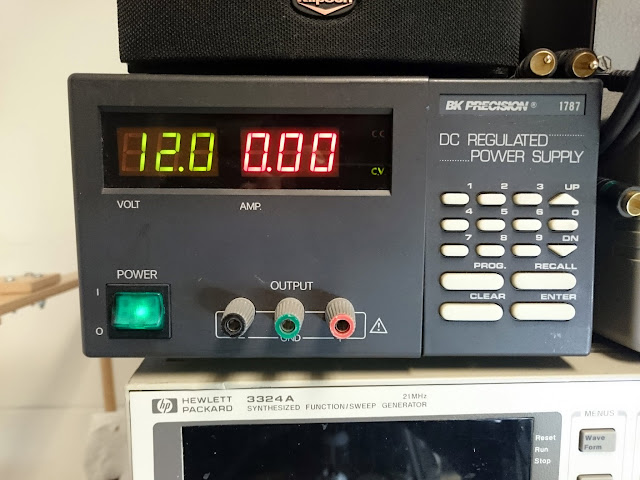 Klipsch
BK PRECISION® 1787
DC REGULATED
POWER SUPPLY
12.0 0.00
CC
CV
VOLT AMP.
1 2 3 UP
4 5 6 0
7 8 9 DN
PROG. RECALL
CLEAR ENTER
POWER
I
O
OUTPUT
GND
hp HEWLETT
PACKARD
3324A 21MHz
SYNTHESIZED FUNCTION/SWEEP GENERATOR
MENUS
Reset
Run
Stop
Wave
Form